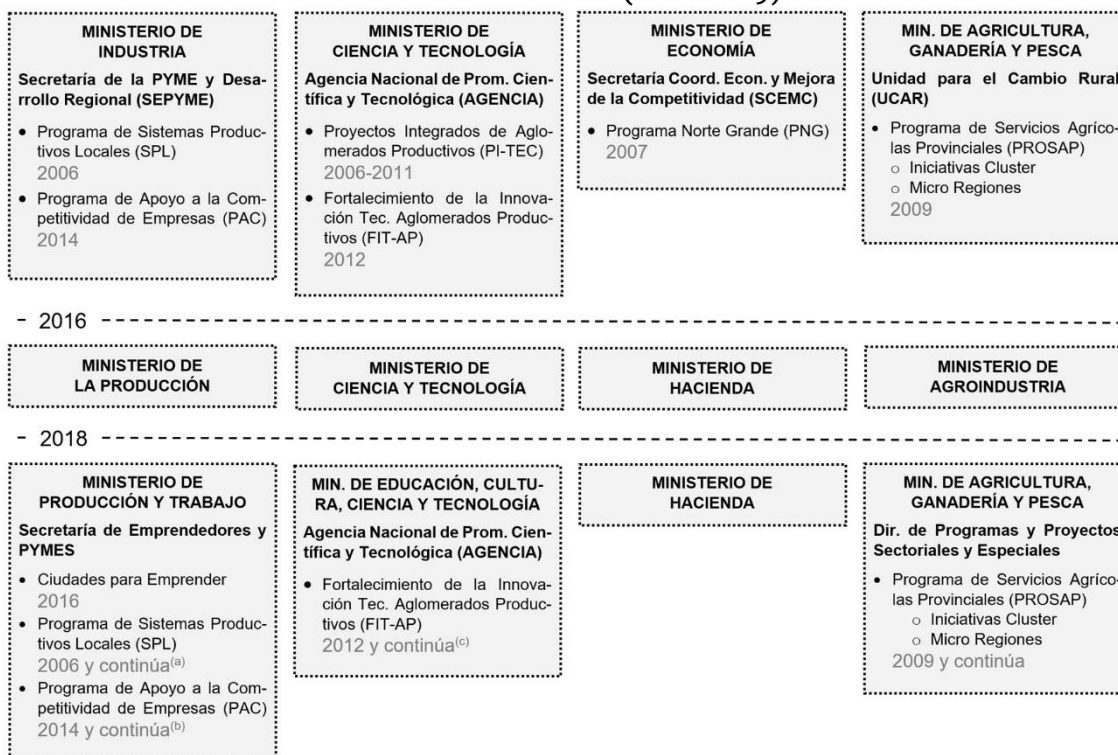 MINISTERIO DE
INDUSTRIA
Secretaría de la PYME y Desa-
rrollo Regional (SEPYME)
• Programa de Sistemas Produc-
tivos Locales (SPL)
2006
• Programa de Apoyo a la Com-
petitividad de Empresas (PAC)
2014
MINISTERIO DE
CIENCIA Y TECNOLOGÍA
Agencia Nacional de Prom. Cien-
tífica y Tecnológica (AGENCIA)
• Proyectos Integrados de Aglo-
merados Productivos (PI-TEC)
2006-2011
• Fortalecimiento de la Innova-
ción Tec. Aglomerados Produc-
tivos (FIT-AP)
2012
MINISTERIO DE
ECONOMÍA
Secretaría Coord. Econ. y Mejora
de la Competitividad (SCEMC)
• Programa Norte Grande (PNG)
2007
MIN. DE AGRICULTURA,
GANADERÍA Y PESCA
Unidad para el Cambio Rural
(UCAR)
• Programa de Servicios Agríco-
las Provinciales (PROSAP)
o Iniciativas Cluster
o Micro Regiones
2009
- 2016
MINISTERIO DE
LA PRODUCCIÓN
MINISTERIO DE
CIENCIA Y TECNOLOGÍA
MINISTERIO DE
HACIENDA
MINISTERIO DE
AGROINDUSTRIA
- 2018
MINISTERIO DE
PRODUCCIÓN Y TRABAJO
Secretaría de Emprendedores y
PYMES
• Ciudades para Emprender
2016
• Programa de Sistemas Produc-
tivos Locales (SPL)
2006 y continúa(a)
• Programa de Apoyo a la Com-
petitividad de Empresas (PAC)
2014 y continúa(b)
MIN. DE EDUCACIÓN, CULTU-
RA, CIENCIA Y TECNOLOGÍA
Agencia Nacional de Prom. Cien-
tífica y Tecnológica (AGENCIA)
• Fortalecimiento de la Innova-
ción Tec. Aglomerados Produc-
tivos (FIT-AP)
2012 y continúa(c)
MINISTERIO DE
HACIENDA
MIN. DE AGRICULTURA,
GANADERÍA Y PESCA
Dir. de Programas y Proyectos
Sectoriales y Especiales
• Programa de Servicios Agríco-
las Provinciales (PROSAP)
o Iniciativas Cluster
o Micro Regiones
2009 y continúa